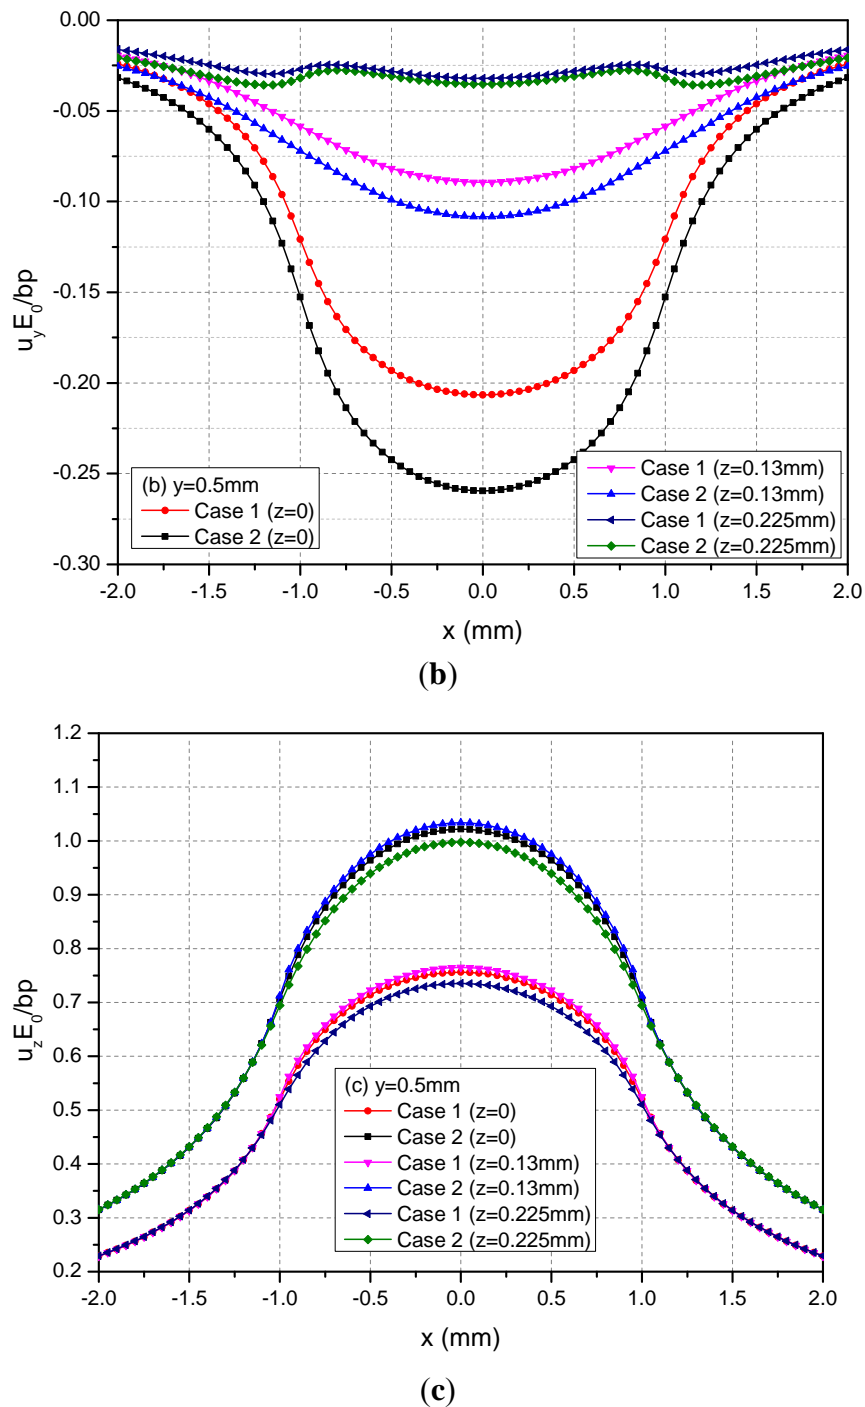 0.00
-0.05
-0.10
-0.15
-0.20
-0.25
-0.30
u_yE_0/bp
(b) y=0.5mm
Case 1 (z=0)
Case 2 (z=0)
Case 1 (z=0.13mm)
Case 2 (z=0.13mm)
Case 1 (z=0.225mm)
Case 2 (z=0.225mm)
-2.0 -1.5 -1.0 -0.5 0.0 0.5 1.0 1.5 2.0
x (mm)
(b)
1.2
1.1
1.0
0.9
0.8
0.7
0.6
0.5
0.4
0.3
0.2
u_zE_0/bp
(c) y=0.5mm
Case 1 (z=0)
Case 2 (z=0)
Case 1 (z=0.13mm)
Case 2 (z=0.13mm)
Case 1 (z=0.225mm)
Case 2 (z=0.225mm)
-2.0 -1.5 -1.0 -0.5 0.0 0.5 1.0 1.5 2.0
x (mm)
(c)